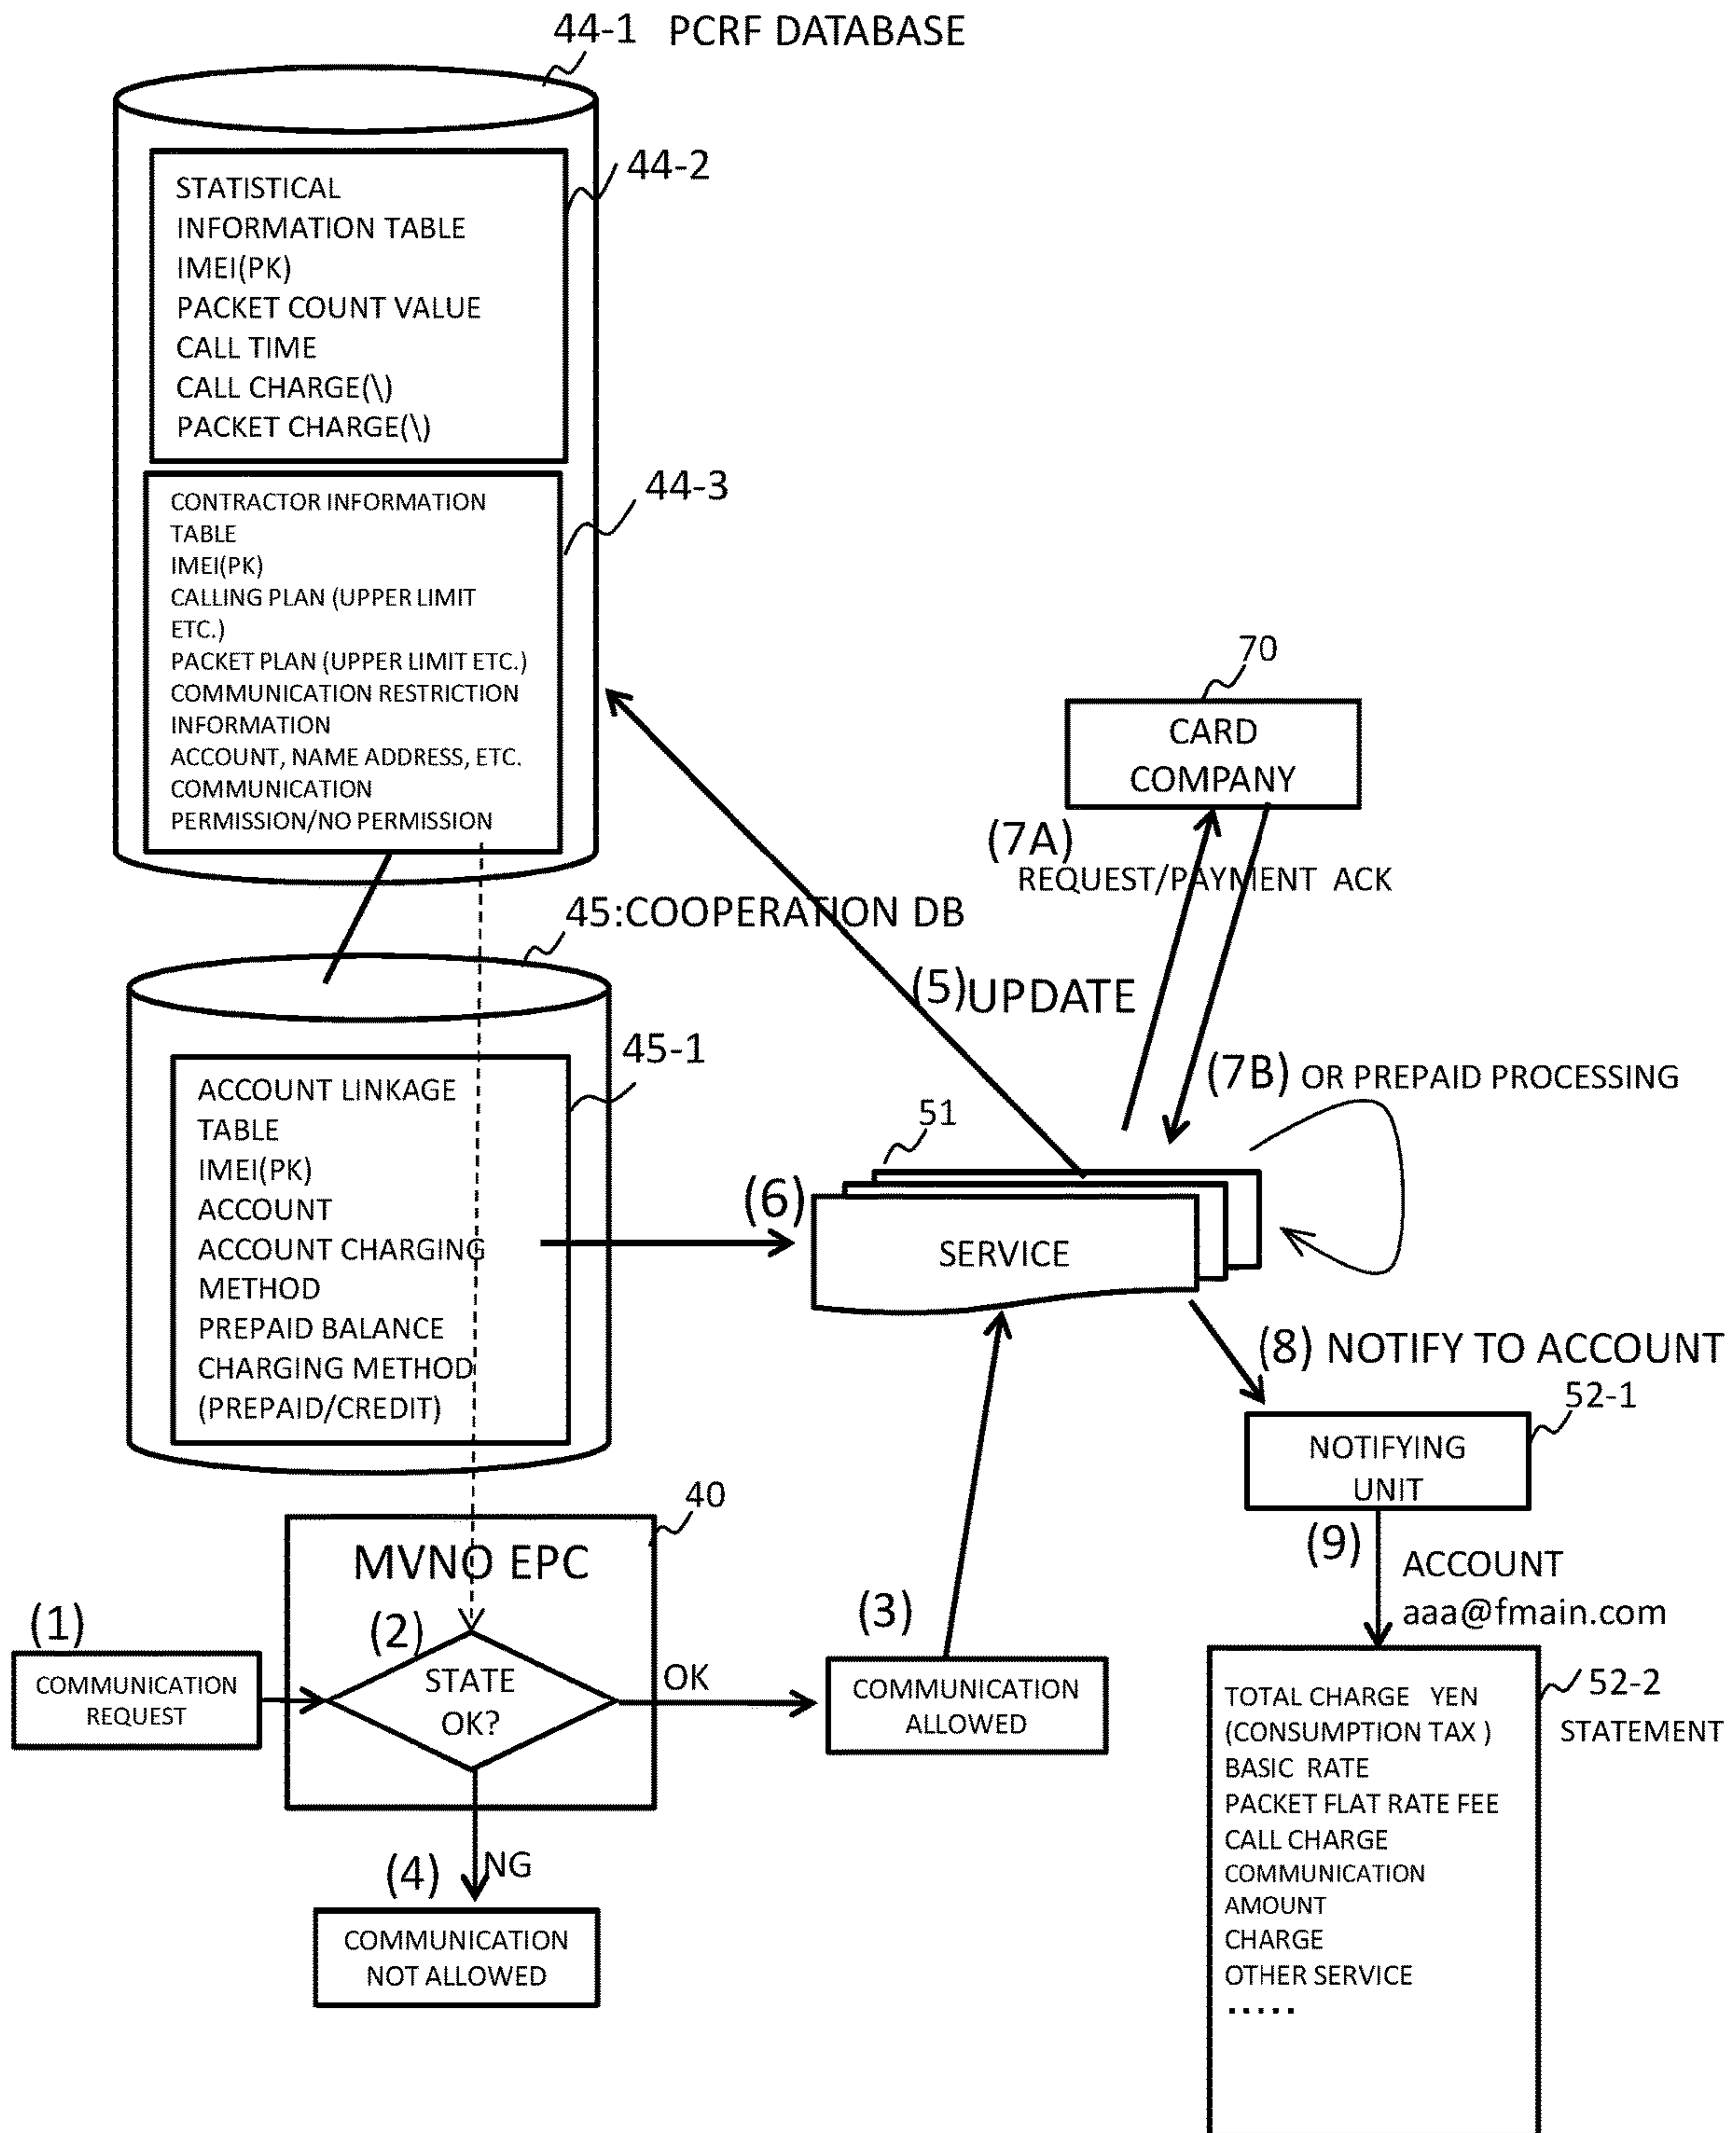 44-1 PCRF DATABASE
44-2
STATISTICAL
INFORMATION TABLE
IMEI(PK)
PACKET COUNT VALUE
CALL TIME
CALL CHARGE(\)
PACKET CHARGE(\)
44-3
CONTRACTOR INFORMATION
TABLE
IMEI(PK)
CALLING PLAN (UPPER LIMIT
ETC.)
PACKET PLAN (UPPER LIMIT ETC.)
COMMUNICATION RESTRICTION
INFORMATION
ACCOUNT, NAME ADDRESS, ETC.
COMMUNICATION
PERMISSION/NO PERMISSION
70
CARD
COMPANY
(7A)
REQUEST/PAYMENT ACK
45:COOPERATION DB
(5)UPDATE
45-1
ACCOUNT LINKAGE
TABLE
IMEI(PK)
ACCOUNT
ACCOUNT CHARGING
METHOD
PREPAID BALANCE
CHARGING METHOD
(PREPAID/CREDIT)
(7B) OR PREPAID PROCESSING
51
(6)
SERVICE
(8) NOTIFY TO ACCOUNT
52-1
NOTIFYING
UNIT
(9)
ACCOUNT
aaa@fmain.com
40
MVNO EPC
(1)
COMMUNICATION
REQUEST
(2)
STATE
OK?
OK
(3)
COMMUNICATION
ALLOWED
(4)
NG
COMMUNICATION
NOT ALLOWED
52-2
STATEMENT
TOTAL CHARGE YEN
(CONSUMPTION TAX )
BASIC RATE
PACKET FLAT RATE FEE
CALL CHARGE
COMMUNICATION
AMOUNT
CHARGE
OTHER SERVICE
.....